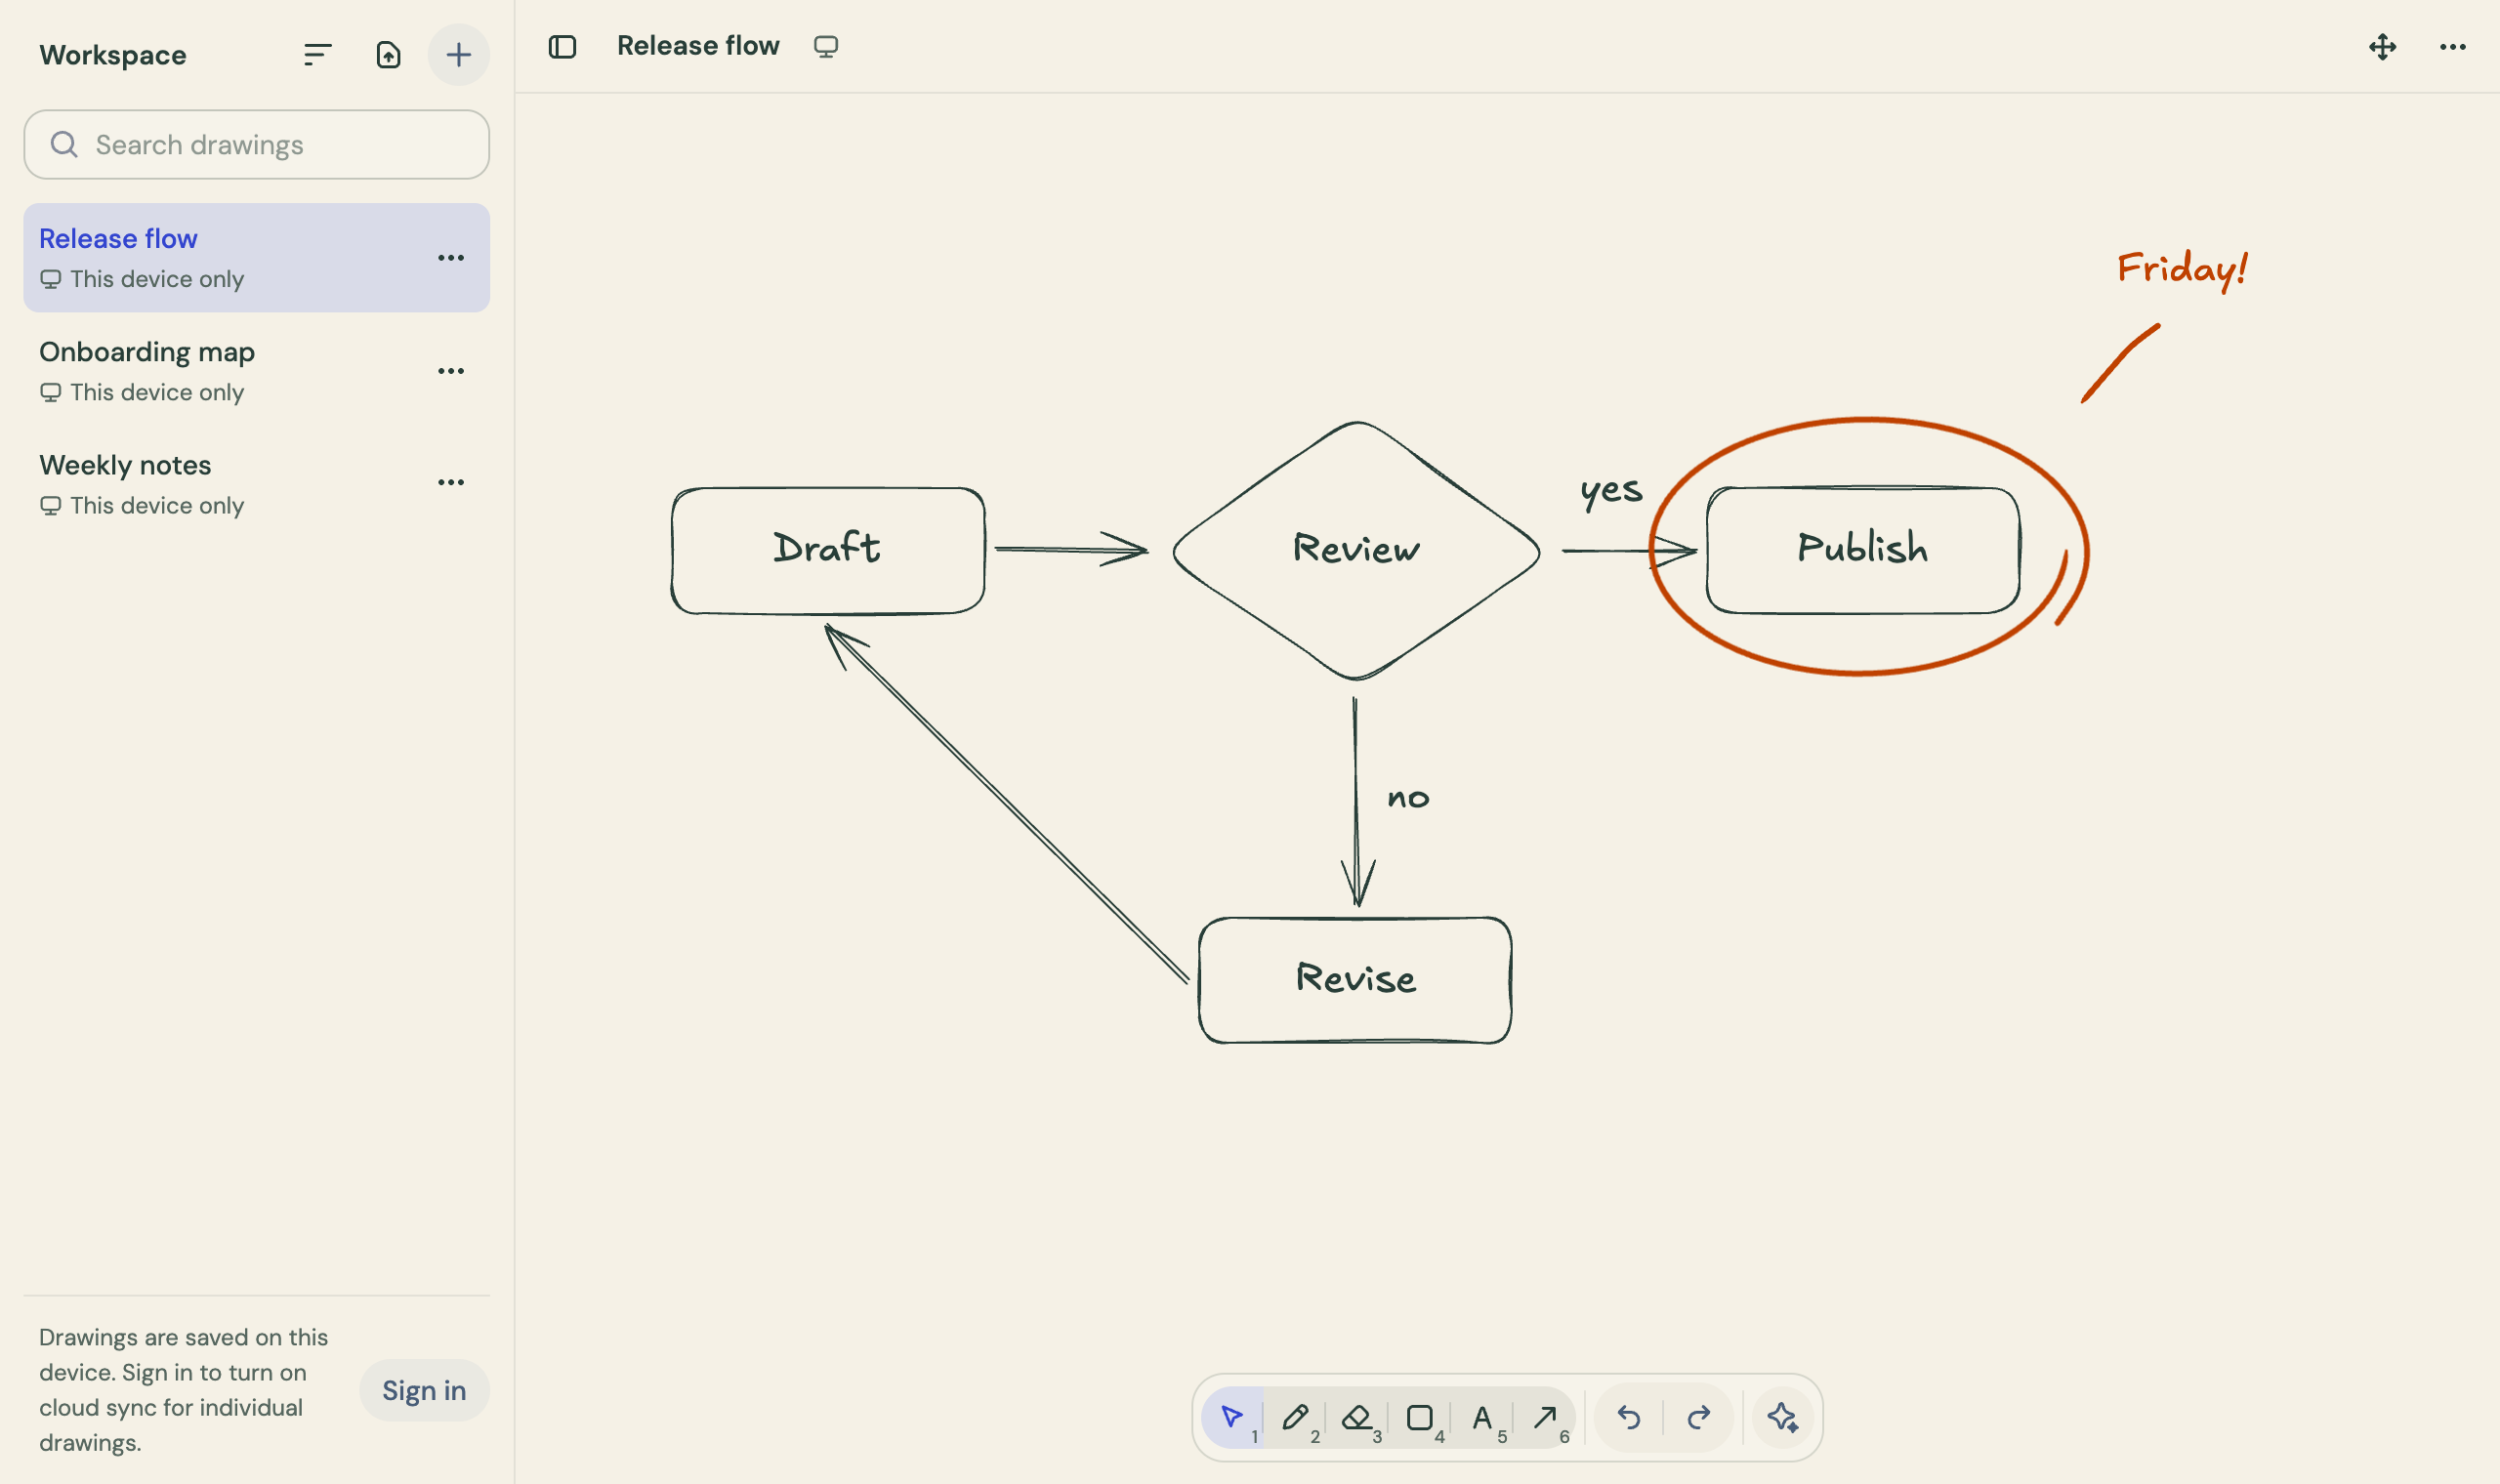 Workspace
Search drawings
Release flow
This device only
Onboarding map
This device only
Weekly notes
This device only
Drawings are saved on this
device. Sign in to turn on
cloud sync for individual
drawings.
Sign in
Release flow
Friday!
Draft
Review
yes
Publish
no
Revise
1 2 3 4 A 5 6